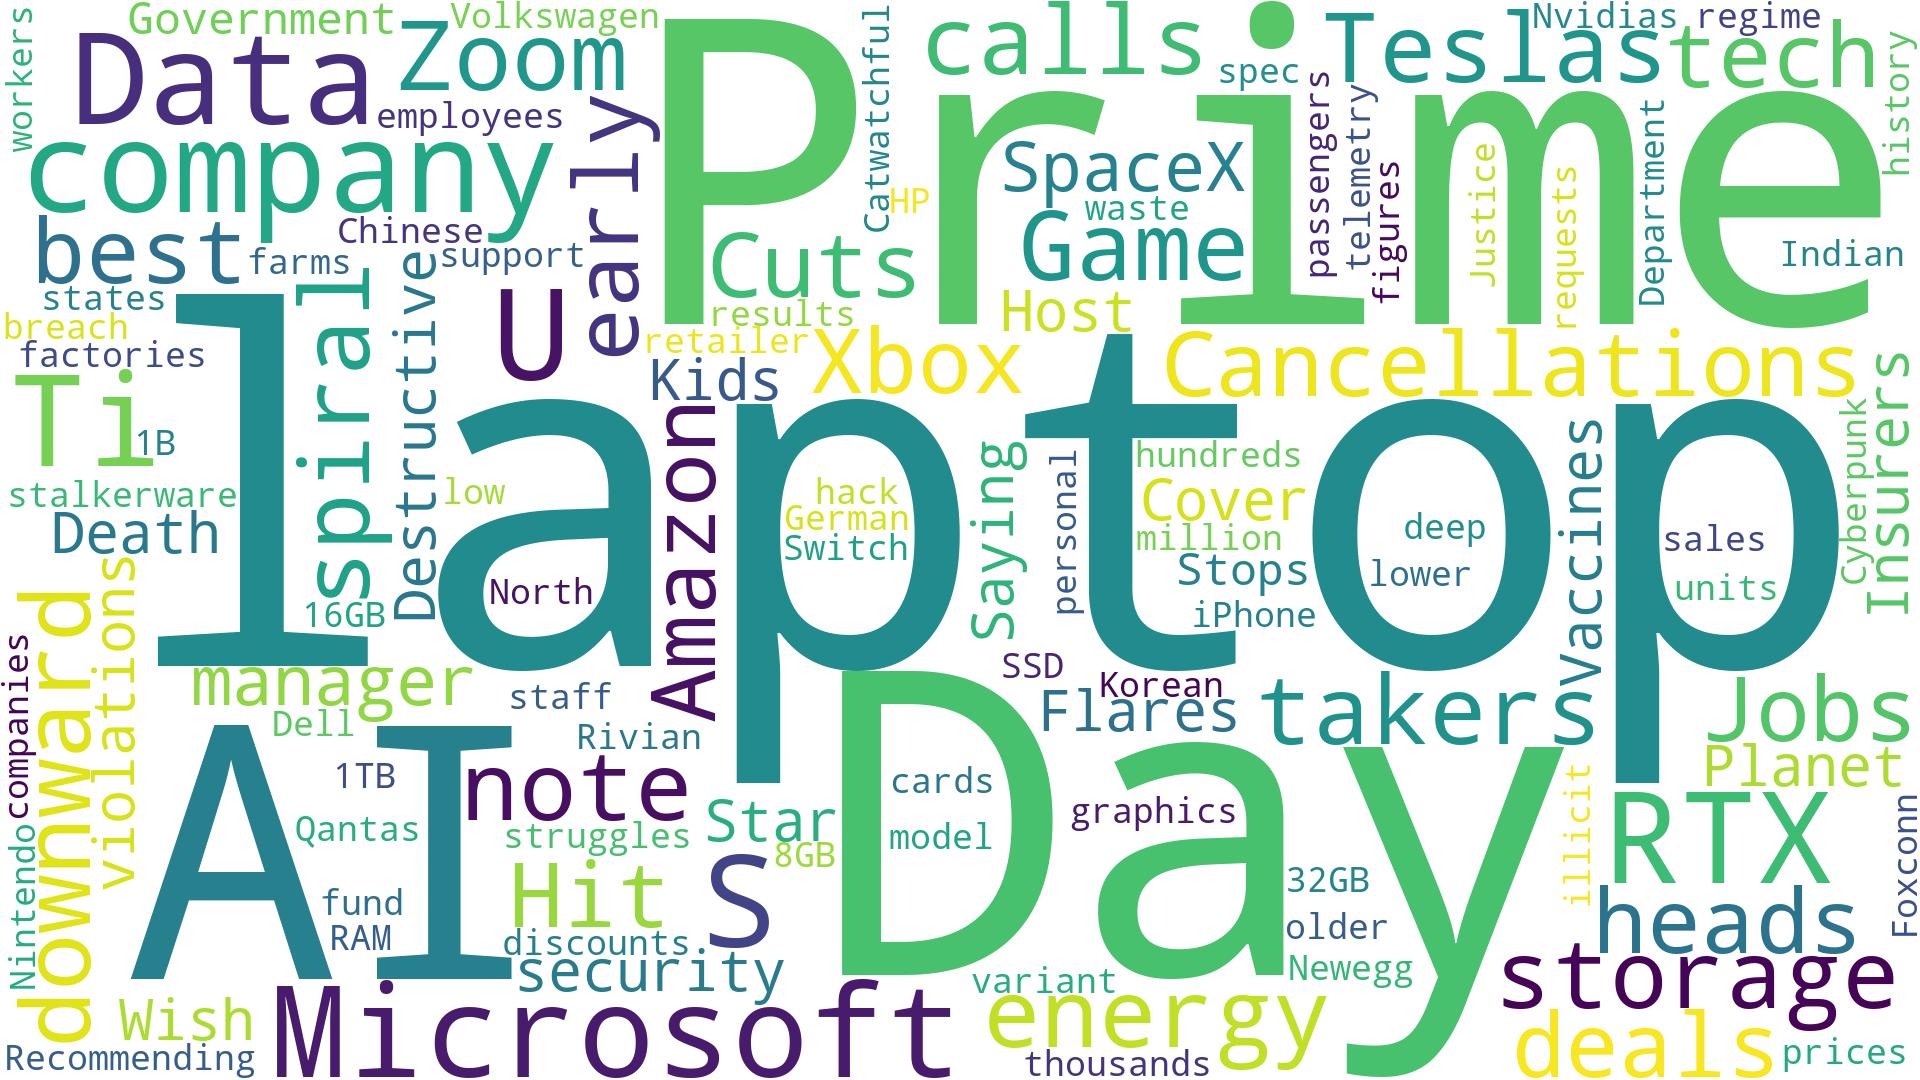 workers
Government
Volkswagen
Data
Zoom
employees
company
early
Prime
calls
spec
Teslas
Nvidias
regime
tech
history
Catwatchful
HP
SpaceX
waste
Game
passengers
telemetry
figures
Justice
requests
Department
Indian
Chinese
best
farms
support
Cuts
states
spiral
Destructive
U
results
Host
breach
retailer
factories
Kids
Xbox
Cancellations
Ti
1B
laptop
Amazon
Saying
hundreds
Vaccines
Cyberpunk
Insurers
stalkerware
low
hack
German
Switch
personal
Cover
million
deep
sales
Death
Stops
lower
units
North
16GB
iPhone
downward
violations
companies
manager
staff
SSD
Korean
Flares
takers
Jobs
Dell
Rivian
Planet
AI
1TB
note
Day
cards
graphics
illicit
RTX
Foxconn
Nintendo
Qantas
struggles
Star
model
8GB
Hit
S
32GB
heads
fund
older
RAM
discounts
security
variant
Newegg
storage
Wish
Microsoft
energy
deals
Recommending
thousands
prices